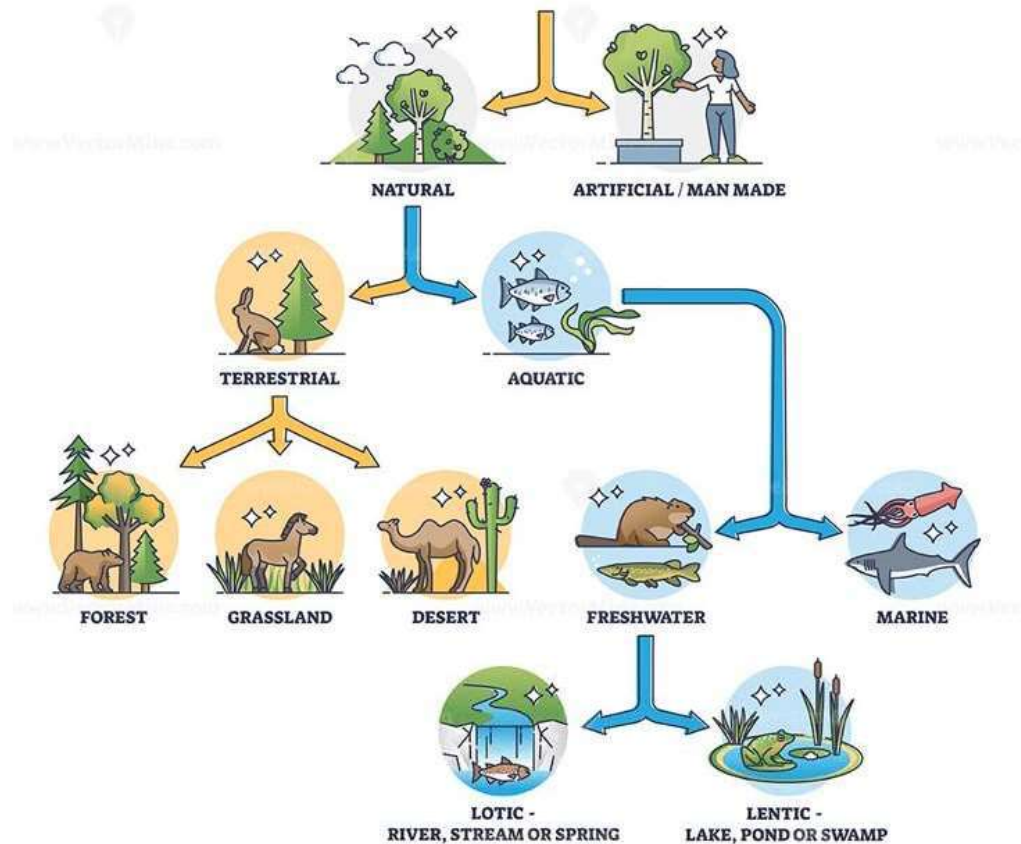 NATURAL
ARTIFICIAL / MAN MADE
TERRESTRIAL
AQUATIC
FOREST
GRASSLAND
DESERT
FRESHWATER
MARINE
LOTIC -
RIVER, STREAM OR SPRING
LENTIC -
LAKE, POND OR SWAMP